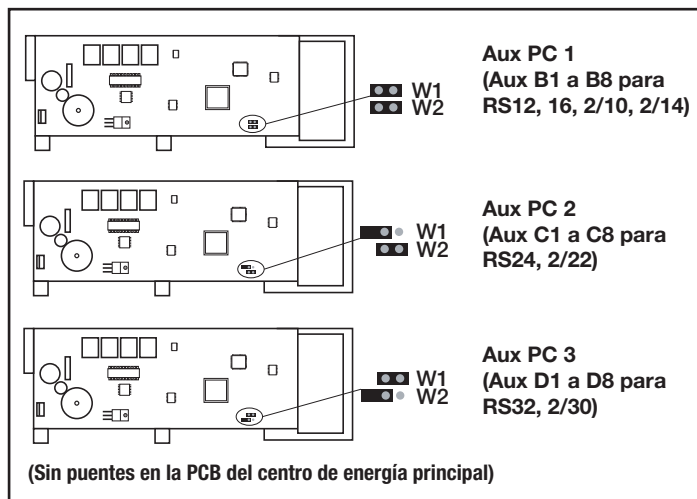 W1
W2
Aux PC 1
(Aux B1 a B8 para
RS12, 16, 2/10, 2/14)
W1
W2
Aux PC 2
(Aux C1 a C8 para
RS24, 2/22)
W1
W2
Aux PC 3
(Aux D1 a D8 para
RS32, 2/30)
(Sin puentes en la PCB del centro de energía principal)